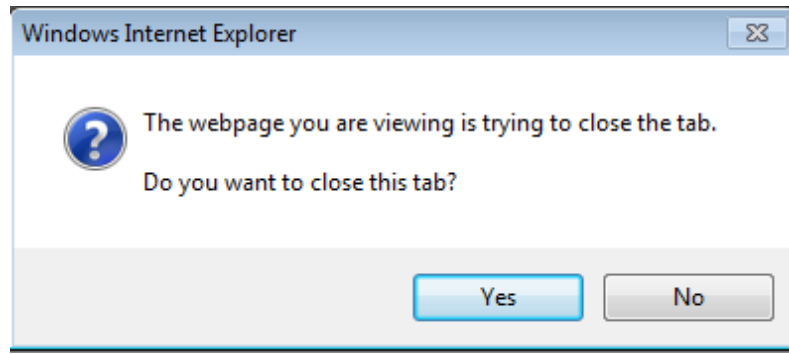 Windows Internet Explorer
The webpage you are viewing is trying to close the tab.
Do you want to close this tab?
Yes No